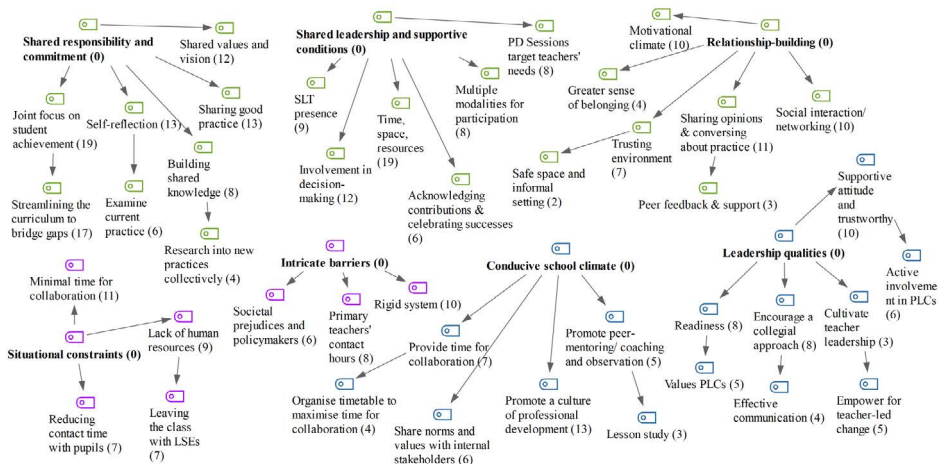 Shared responsibility and
commitment (0)
Shared values and
vision (12)
Joint focus on
student
achievement (19)
Self-reflection (13)
Sharing good
practice (13)
Building
shared
knowledge (8)
Streamlining the
curriculum to
bridge gaps (17)
Examine
current
practice (6)
Research into new
practices
collectively (4)
Shared leadership and supportive
conditions (0)
PD Sessions
target teachers'
needs (8)
SLT
presence
(9)
Time,
space,
resources
(19)
Multiple
modalities for
participation
(8)
Involvement in
decision-
making (12)
Acknowledging
contributions &
celebrating successes
(6)
Motivational
climate (10)
Relationship-building (0)
Greater sense
of belonging (4)
Trusting
environment
(7)
Sharing opinions
& conversing
about practice (11)
Social interaction/
networking (10)
Safe space and
informal
setting (2)
Peer feedback & support (3)
Supportive
attitude
and
trustworthy
(10)
Leadership qualities (0)
Active
involveme
nt in PLCs
(6)
Readiness (8)
Encourage a
collegial
approach (8)
Cultivate
teacher
leadership (3)
Values PLCs (5)
Effective
communication (4)
Empower for
teacher-led
change (5)
Minimal time for
collaboration (11)
Situational constraints (0)
Lack of human
resources (9)
Reducing
contact time
with pupils (7)
Leaving
the class
with LSEs
(7)
Intricate barriers (0)
Societal
prejudices and
policymakers (6)
Primary
teachers'
contact
hours (8)
Rigid system (10)
Conducive school climate (0)
Provide time for
collaboration (7)
Promote peer-
mentoring/ coaching
and observation (5)
Organise timetable to
maximise time for
collaboration (4)
Share norms and
values with internal
stakeholders (6)
Promote a culture
of professional
development (13)
Lesson study (3)